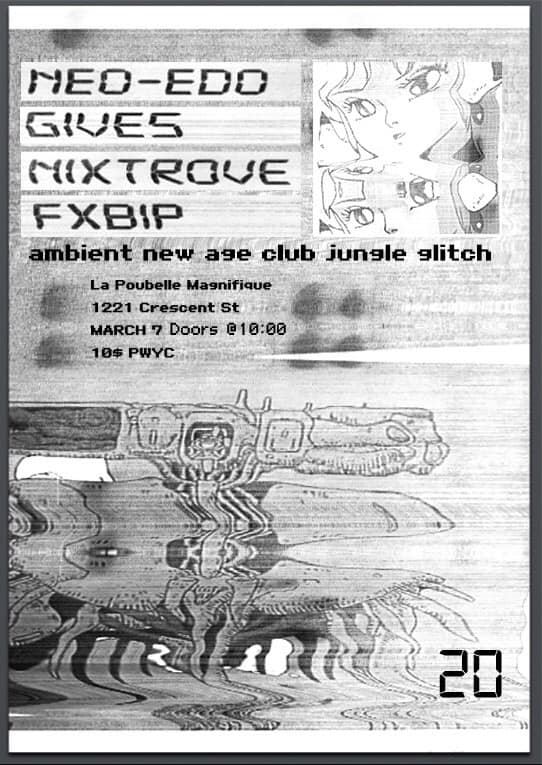 NEO-EDO
GIVES
NIXTROVE
FXBIP
ambient new age club jungle glitch
La Poubelle Magnifique
1221 Crescent St
MARCH 7 Doors @10:00
10$ PWYC
20